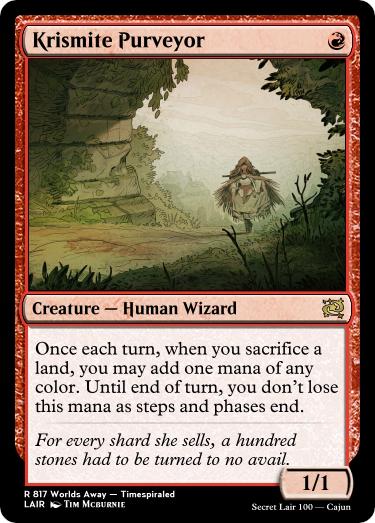 Krismite Purveyor
Creature — Human Wizard
Once each turn, when you sacrifice a
land, you may add one mana of any
color. Until end of turn, you don't lose
this mana as steps and phases end.
For every shard she sells, a hundred
stones had to be turned to no avail.
1/1
R 817 Worlds Away — Timespiraled
LAIR Tim McBurnie
Secret Lair 100 — Cajun